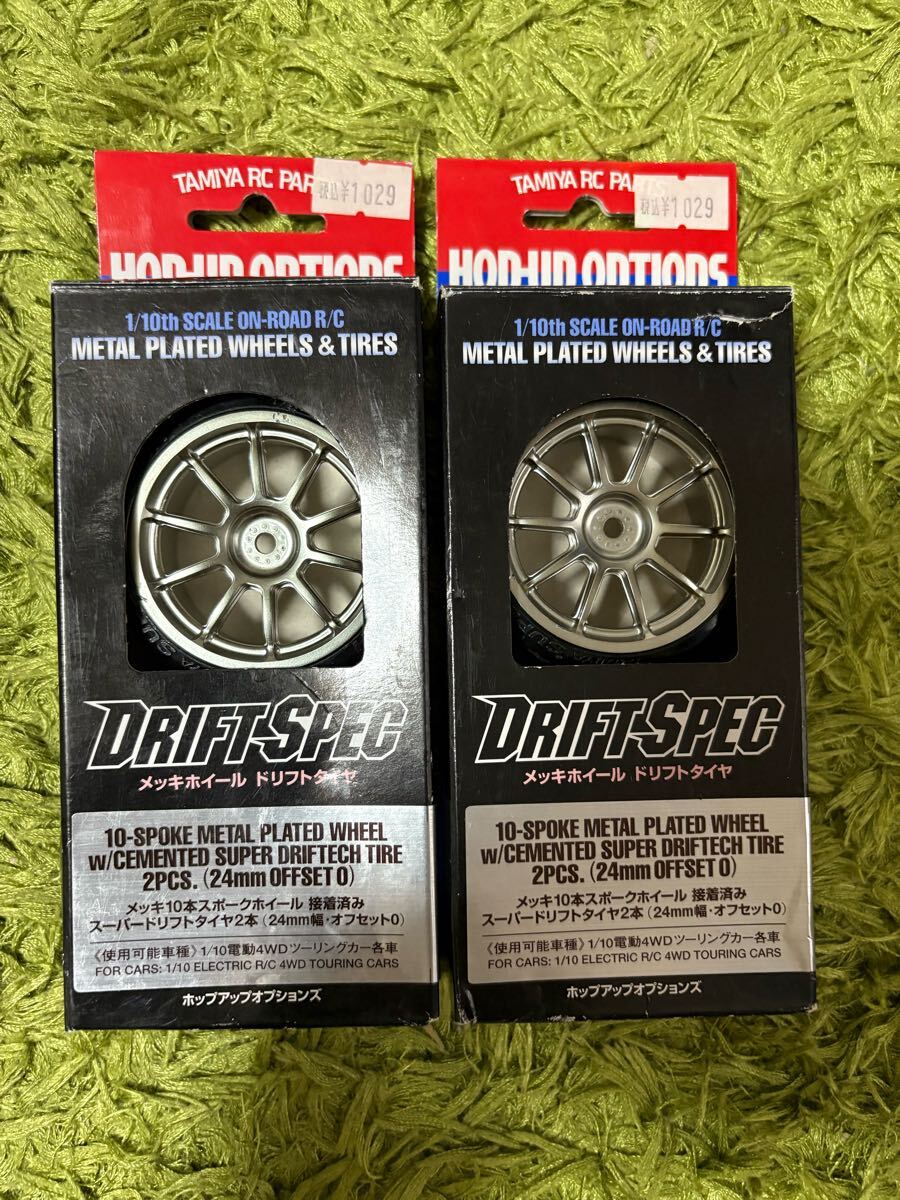 TAMIYA RC PARTS
税込¥1029
HOP-UP OPTIONS
1/10th SCALE ON-ROAD R/C
METAL PLATED WHEELS & TIRES
DRIFT-SPEC
メッキホイール ドリフトタイヤ
10-SPOKE METAL PLATED WHEEL
w/CEMENTED SUPER DRIFTECH TIRE
2PCS. (24mm OFFSET 0)
メッキ10本スポークホイール 接着済み
スーパードリフトタイヤ2本(24mm幅・オフセット0)
《使用可能車種》1/10電動4WDツーリングカー各車
FOR CARS: 1/10 ELECTRIC R/C 4WD TOURING CARS
ホップアップオプションズ
TAMIYA RC PARTS
税込¥1029
HOP-UP OPTIONS
1/10th SCALE ON-ROAD R/C
METAL PLATED WHEELS & TIRES
DRIFT-SPEC
メッキホイール ドリフトタイヤ
10-SPOKE METAL PLATED WHEEL
w/CEMENTED SUPER DRIFTECH TIRE
2PCS. (24mm OFFSET 0)
メッキ10本スポークホイール 接着済み
スーパードリフトタイヤ2本(24mm幅・オフセット0)
《使用可能車種》1/10電動4WDツーリングカー各車
FOR CARS: 1/10 ELECTRIC R/C 4WD TOURING CARS
ホップアップオプションズ